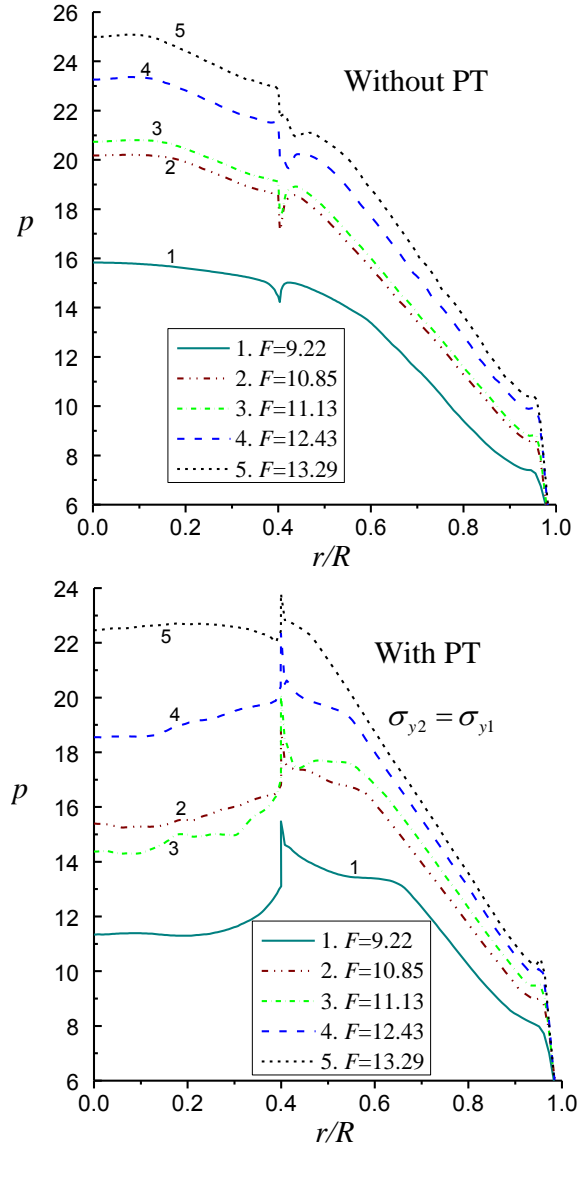 26
24
22
20
18
16
14
12
10
8
6
p
5
4
3
2
1
Without PT
1. F=9.22
2. F=10.85
3. F=11.13
4. F=12.43
5. F=13.29
0.0 0.2 0.4 0.6 0.8 1.0
r/R
24
22
20
18
16
14
12
10
8
6
p
5
4
2
3
1
With PT
σy2 = σy1
1. F=9.22
2. F=10.85
3. F=11.13
4. F=12.43
5. F=13.29
0.0 0.2 0.4 0.6 0.8 1.0
r/R